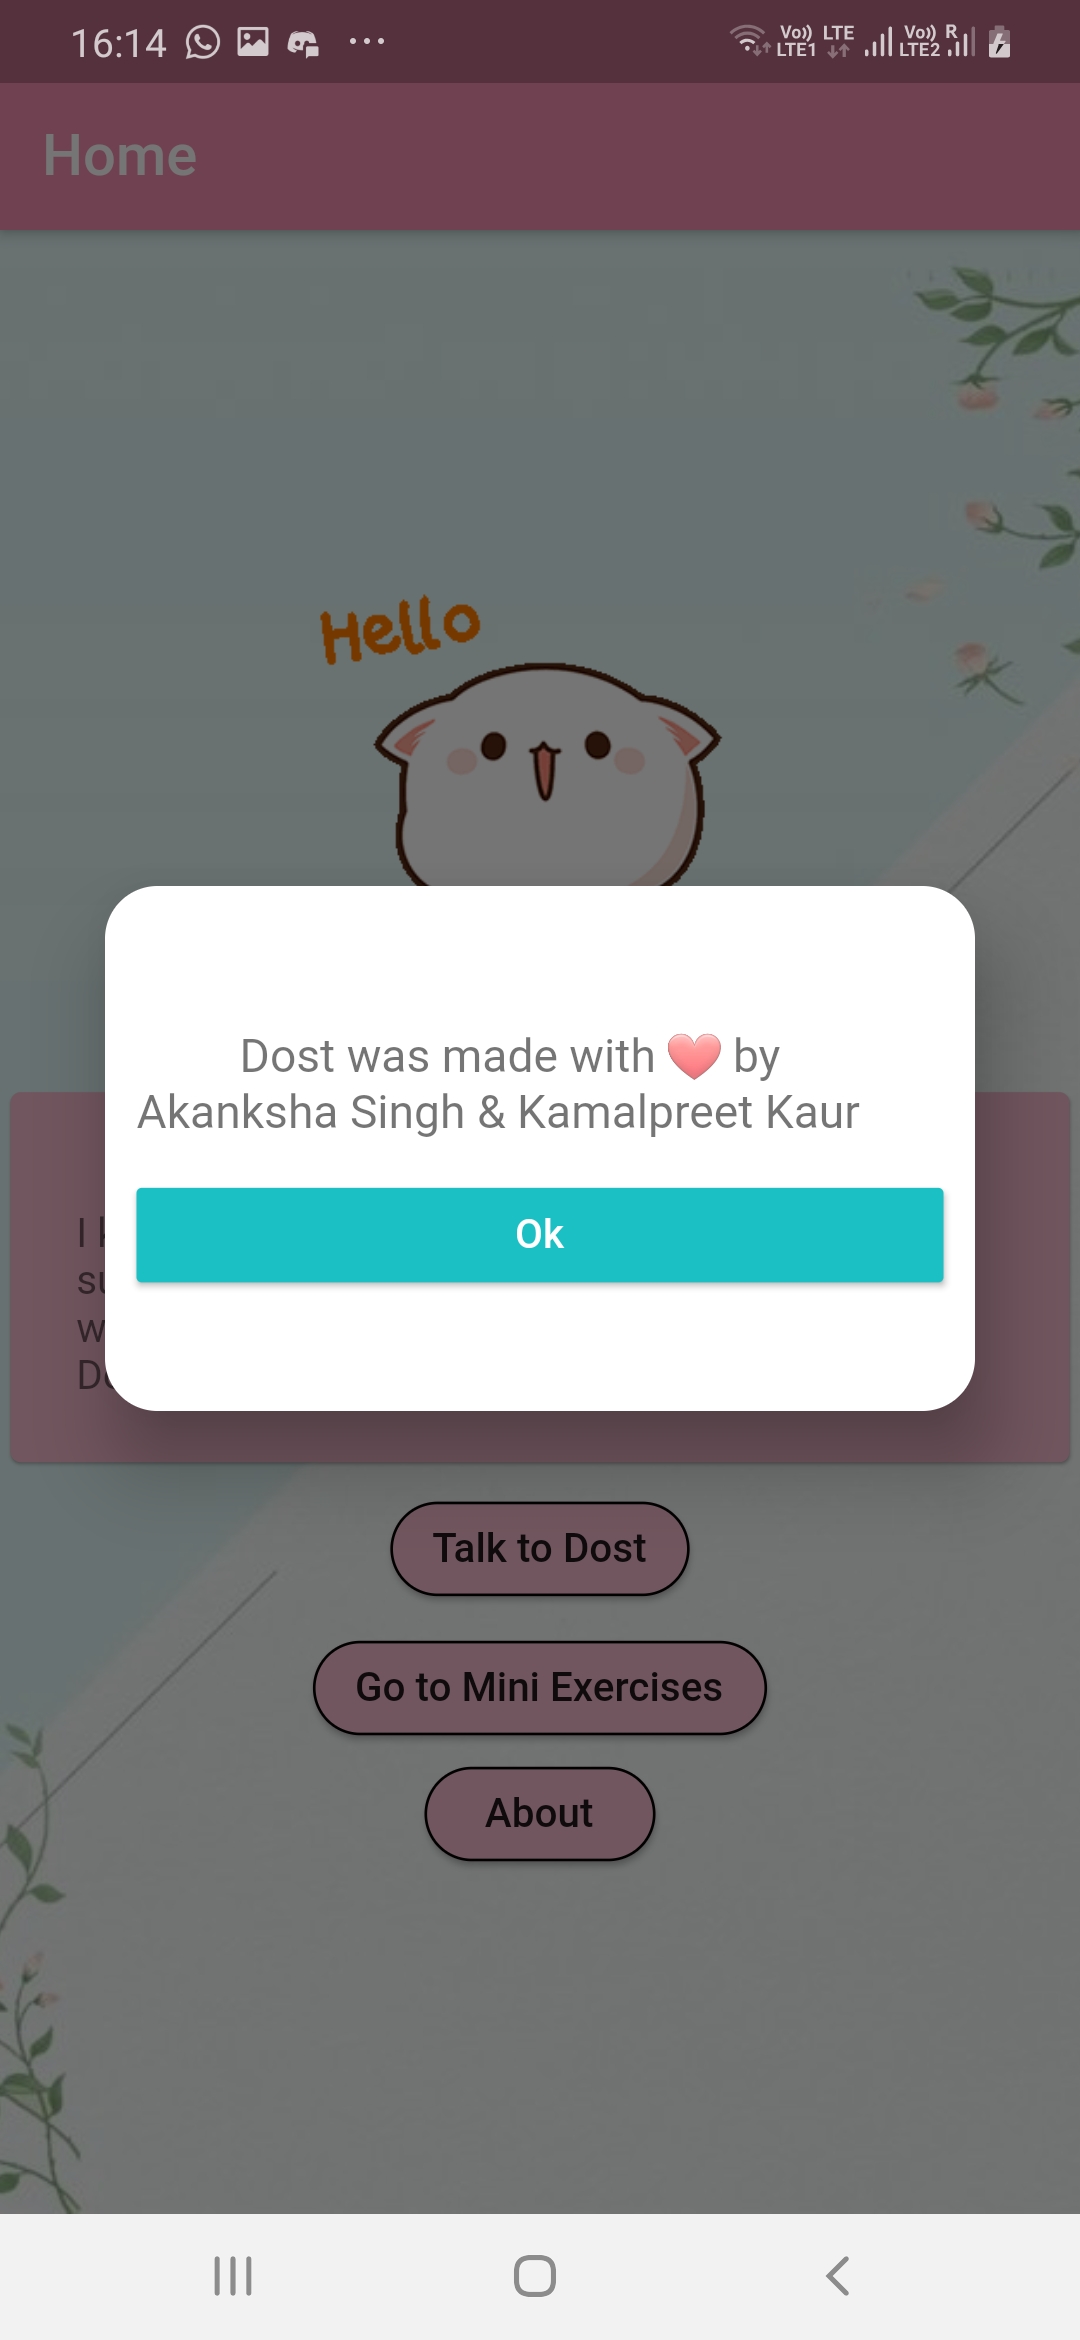 16:14
Vo)) LTE
LTE1
Vo)) R
LTE2
Home
Hello
Dost was made with ❤ by
Akanksha Singh & Kamalpreet Kaur
Ok
I
Talk to Dost
Go to Mini Exercises
About